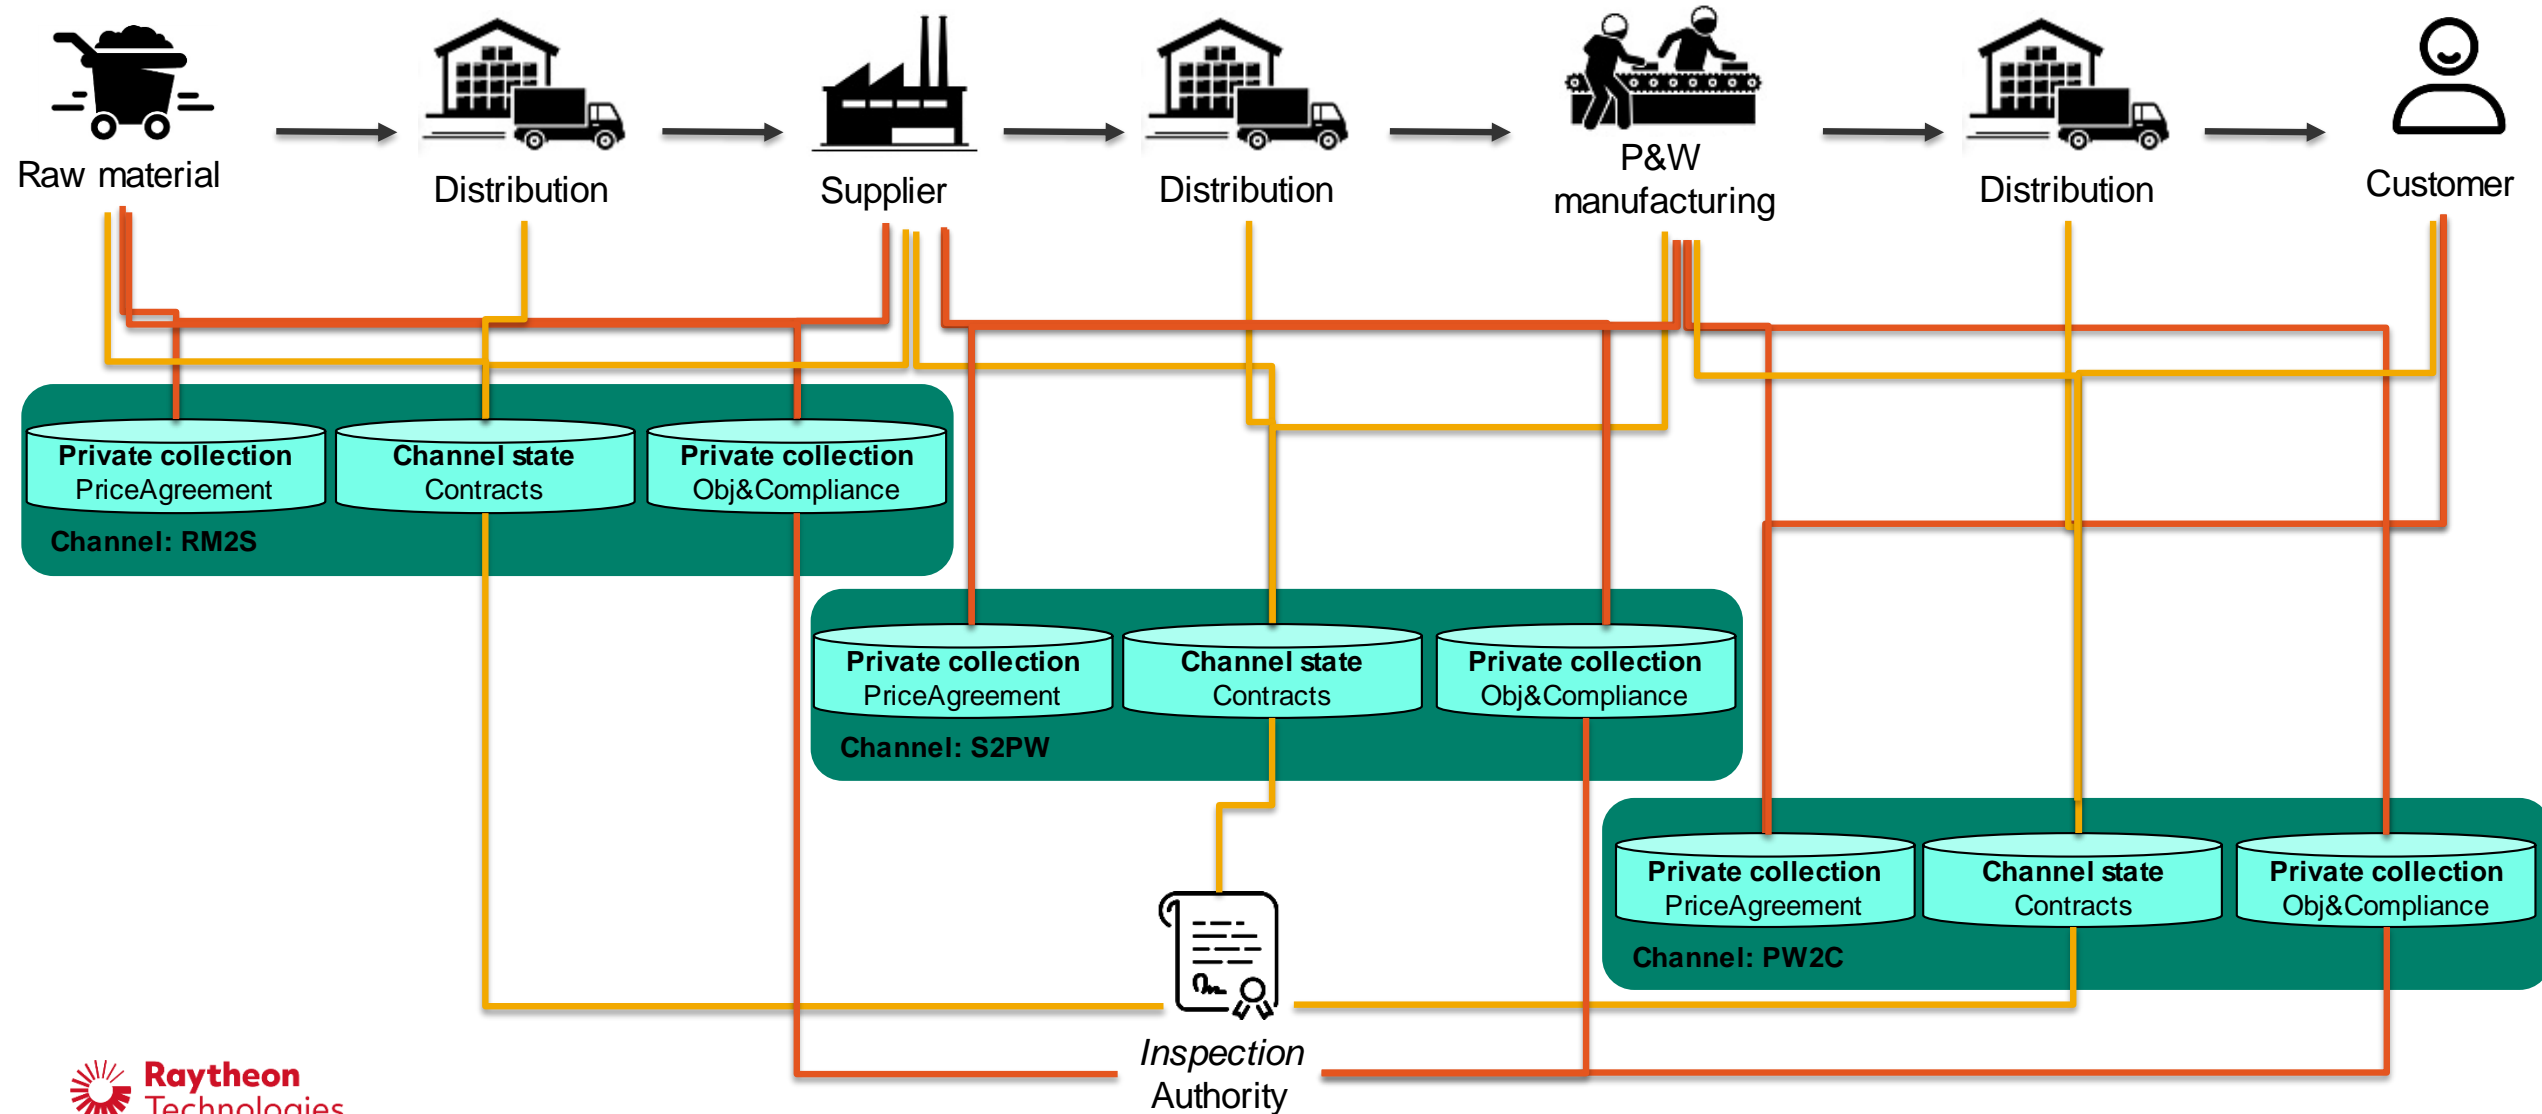 Raw material
Distribution
Supplier
Distribution
P&W
manufacturing
Distribution
Customer
Private collection
PriceAgreement
Channel state
Contracts
Private collection
Obj&Compliance
Channel: RM2S
Private collection
PriceAgreement
Channel state
Contracts
Private collection
Obj&Compliance
Channel: S2PW
Private collection
PriceAgreement
Channel state
Contracts
Private collection
Obj&Compliance
Channel: PW2C
Inspection
Authority
Raytheon
Technologies